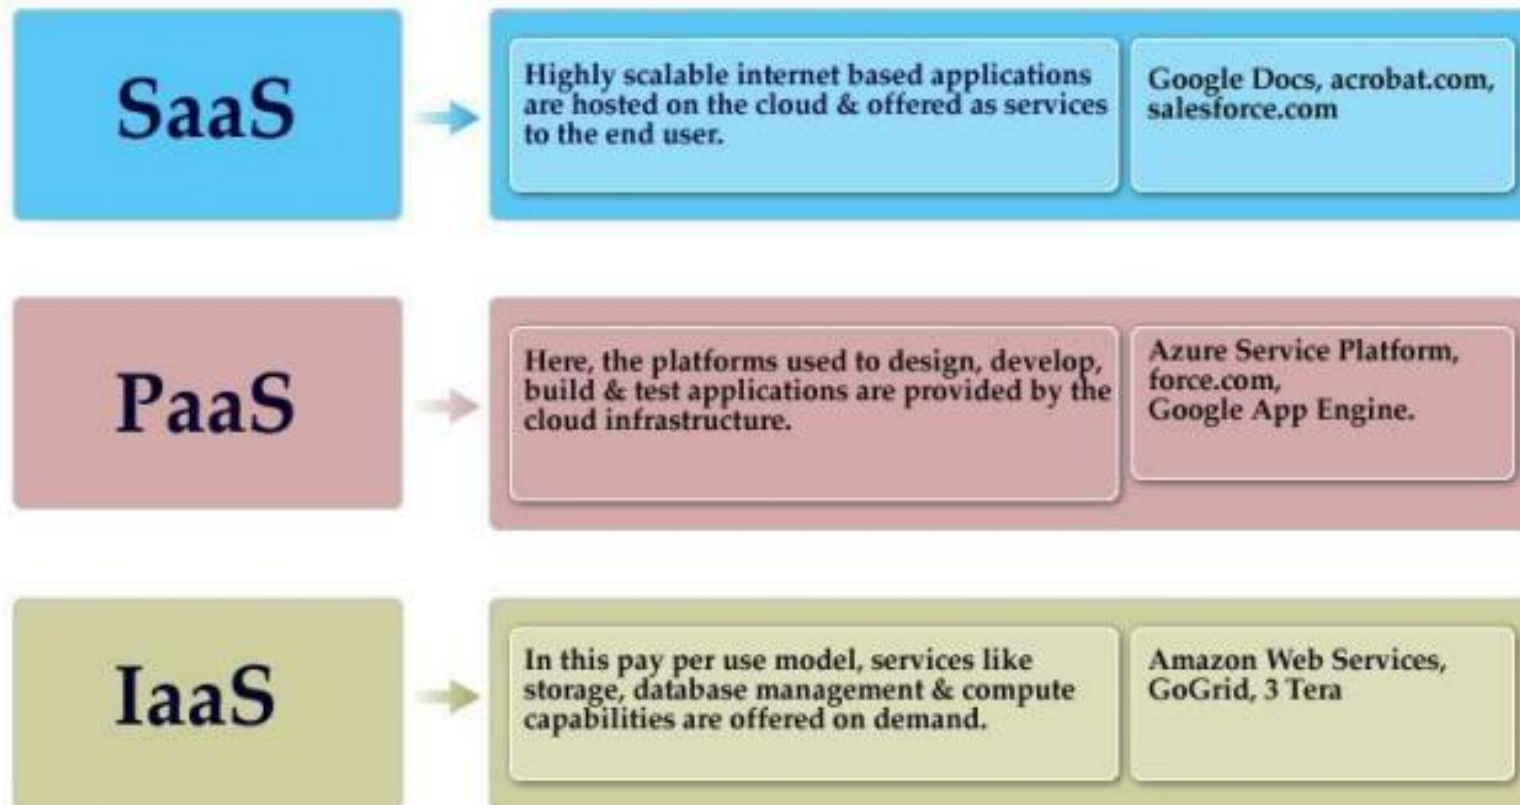 SaaS
Highly scalable internet based applications
are hosted on the cloud & offered as services
to the end user.
Google Docs, acrobat.com,
salesforce.com
PaaS
Here, the platforms used to design, develop,
build & test applications are provided by the
cloud infrastructure.
Azure Service Platform,
force.com,
Google App Engine.
IaaS
In this pay per use model, services like
storage, database management & compute
capabilities are offered on demand.
Amazon Web Services,
GoGrid, 3 Tera